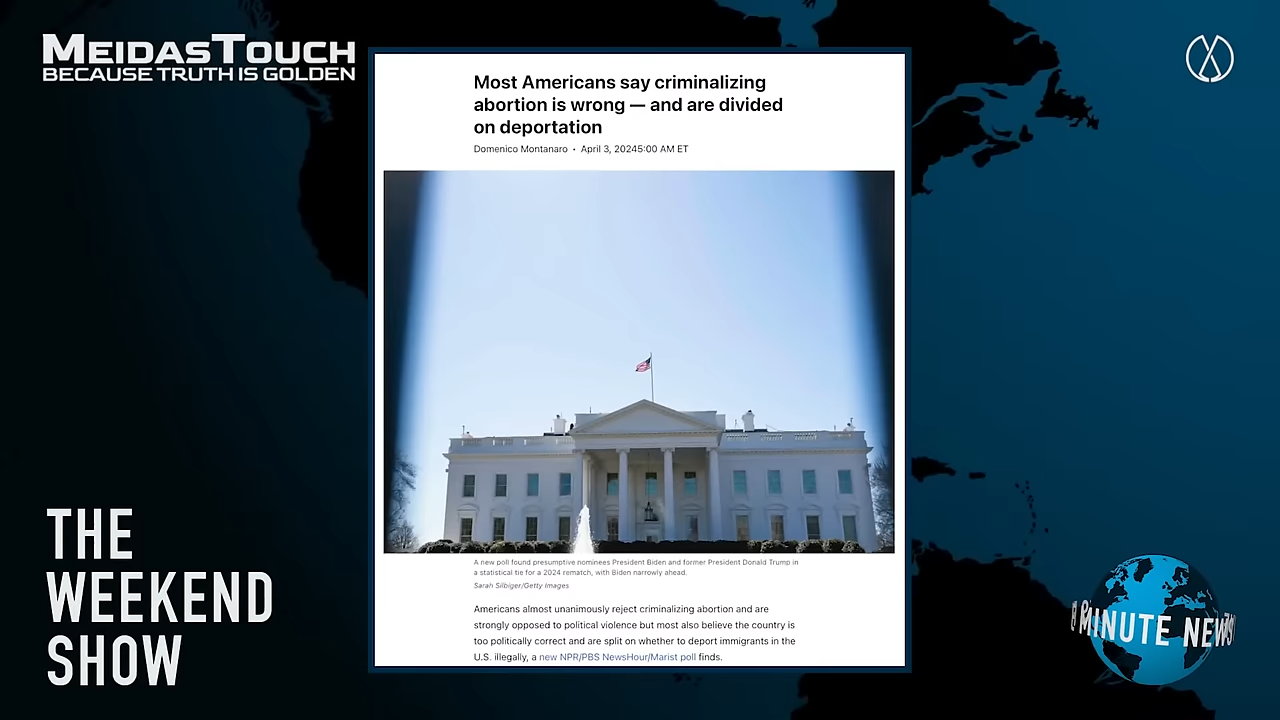 MEIDASTOUCH
BECAUSE TRUTH IS GOLDEN
Most Americans say criminalizing
abortion is wrong — and are divided
on deportation
Domenico Montanaro • April 3, 20245:00 AM ET
A new poll found presumptive nominees President Biden and former President Donald Trump in
a statistical tie for a 2024 rematch, with Biden narrowly ahead.
Sarah Silbiger/Getty Images
Americans almost unanimously reject criminalizing abortion and are
strongly opposed to political violence but most also believe the country is
too politically correct and are split on whether to deport immigrants in the
U.S. illegally, a new NPR/PBS NewsHour/Marist poll finds.
THE
WEEKEND
SHOW
MINUTE NEWS